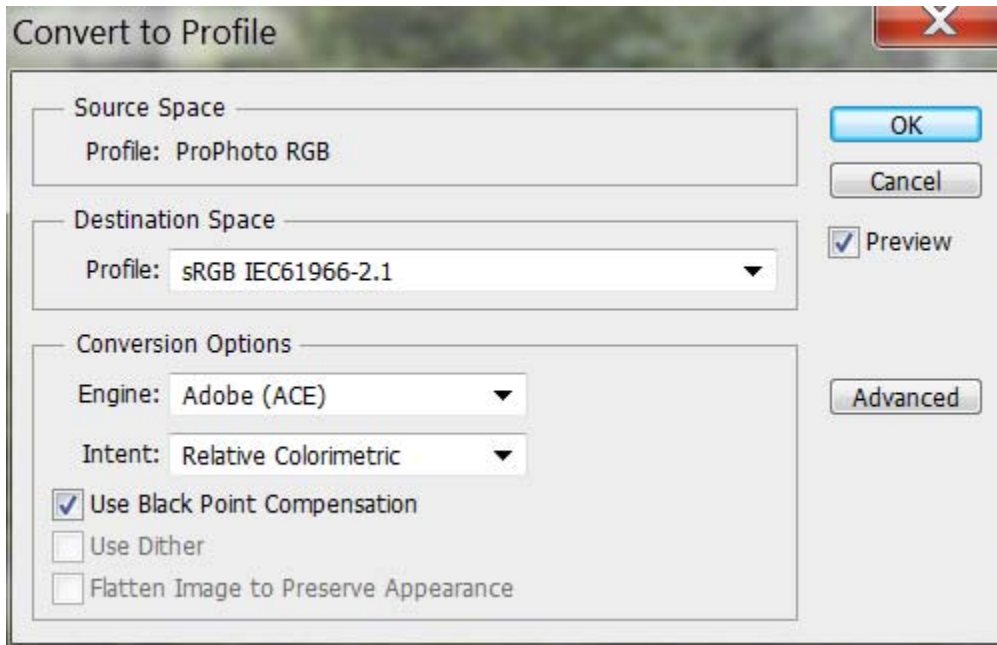 Convert to Profile
Source Space
Profile: ProPhoto RGB
OK
Cancel
Destination Space
Profile: sRGB IEC61966-2.1
Preview
Conversion Options
Engine: Adobe (ACE)
Advanced
Intent: Relative Colorimetric
Use Black Point Compensation
Use Dither
Flatten Image to Preserve Appearance